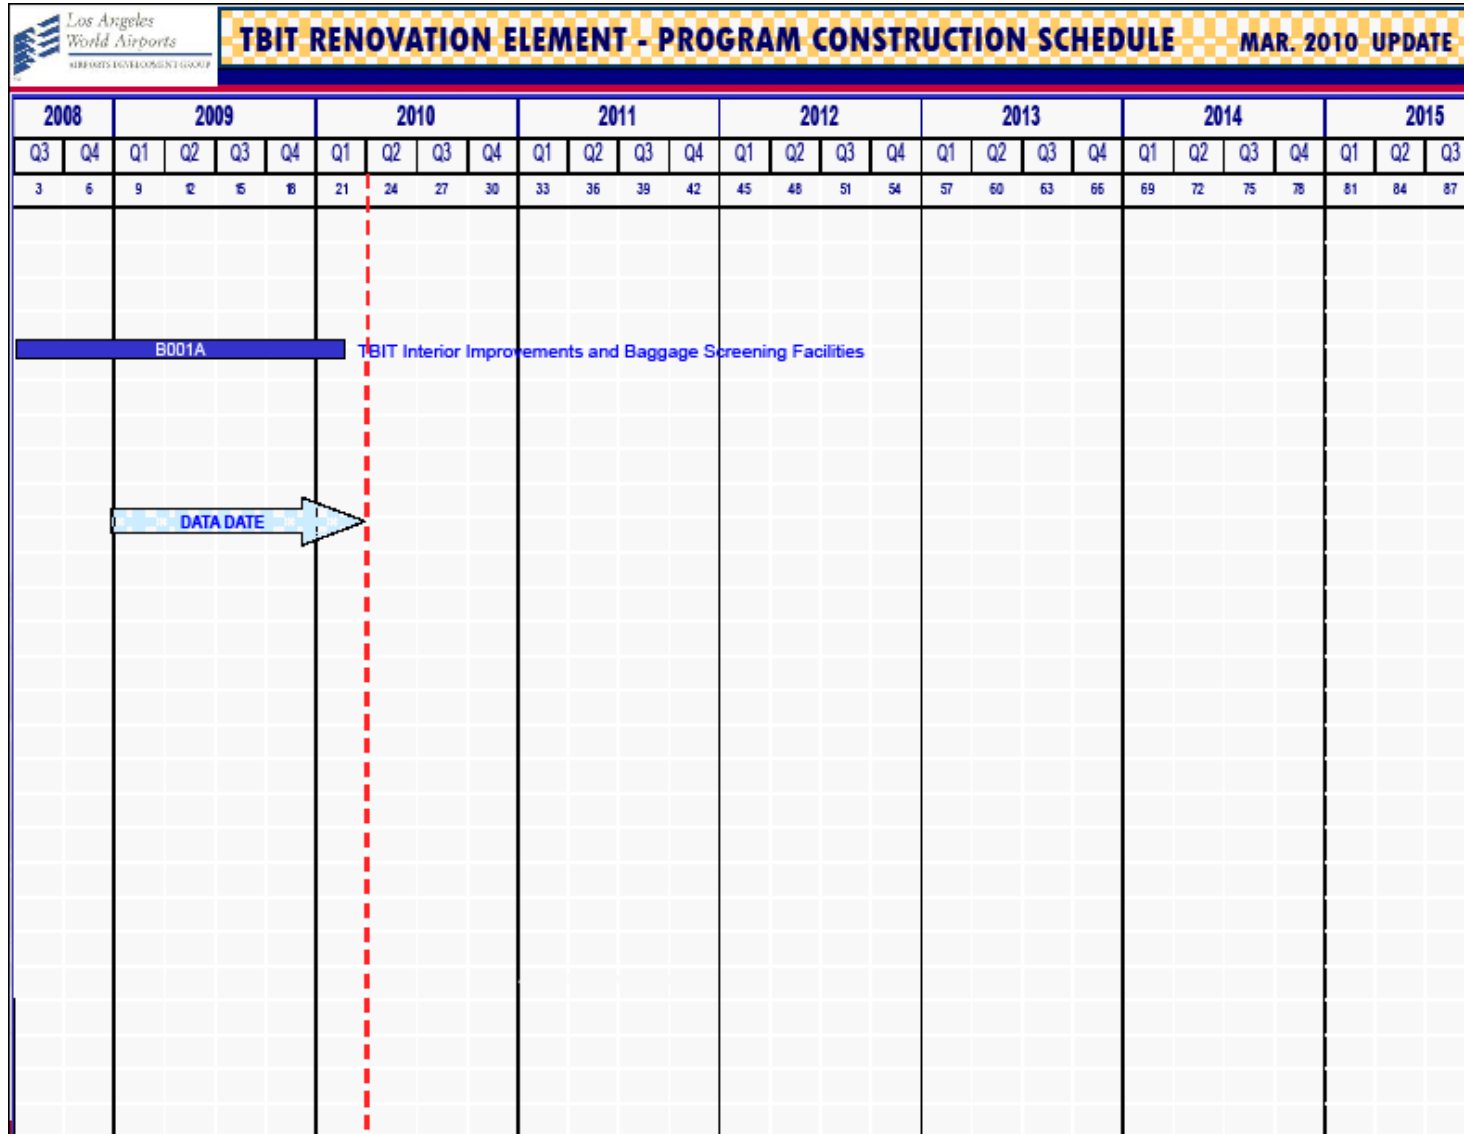 Los Angeles
World Airports
AIRPORTS DEVELOPMENT GROUP
TBIT RENOVATION ELEMENT - PROGRAM CONSTRUCTION SCHEDULE MAR. 2010 UPDATE
2008 2009 2010 2011 2012 2013 2014 2015
Q3 Q4 Q1 Q2 Q3 Q4 Q1 Q2 Q3 Q4 Q1 Q2 Q3 Q4 Q1 Q2 Q3 Q4 Q1 Q2 Q3 Q4 Q1 Q2 Q3 Q4 Q1 Q2 Q3
3 6 9 12 15 18 21 24 27 30 33 36 39 42 45 48 51 54 57 60 63 66 69 72 75 78 81 84 87
B001A TBIT Interior Improvements and Baggage Screening Facilities
DATA DATE